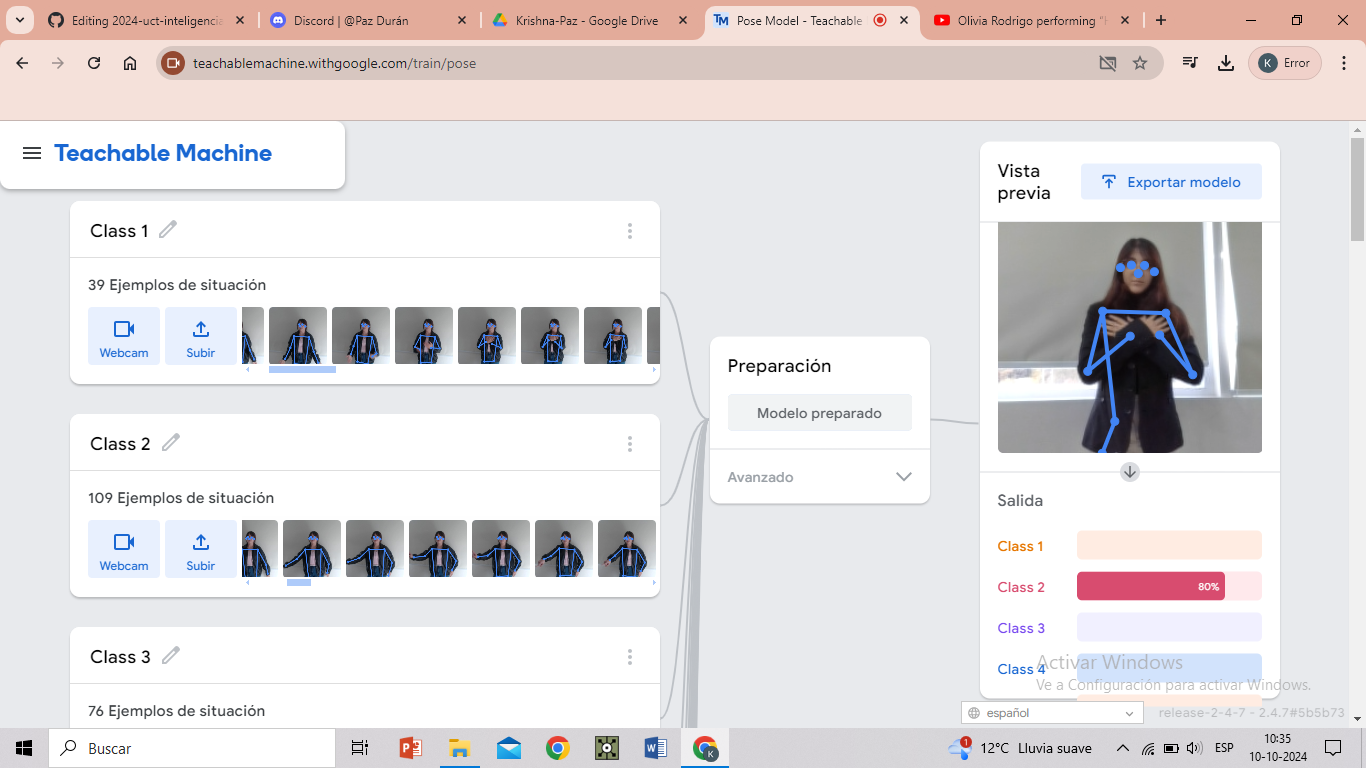 Editing 2024-uct-inteligencia
Discord | @Paz Durán
Krishna-Paz - Google Drive
Pose Model - Teachable
Olivia Rodrigo performing "H
teachablemachine.withgoogle.com/train/pose
K Error
Teachable Machine
Class 1
39 Ejemplos de situación
Webcam
Subir
Class 2
109 Ejemplos de situación
Webcam
Subir
Class 3
76 Ejemplos de situación
Preparación
Modelo preparado
Avanzado
Vista
previa
Exportar modelo
Salida
Class 1
Class 2
80%
Class 3
Class 4
Activar Windows
Ve a Configuración para activar Windows.
español
release-2-4-7 - 2.4.7#5b5b73
Buscar
1
12°C Lluvia suave
ESP
10:35
10-10-2024